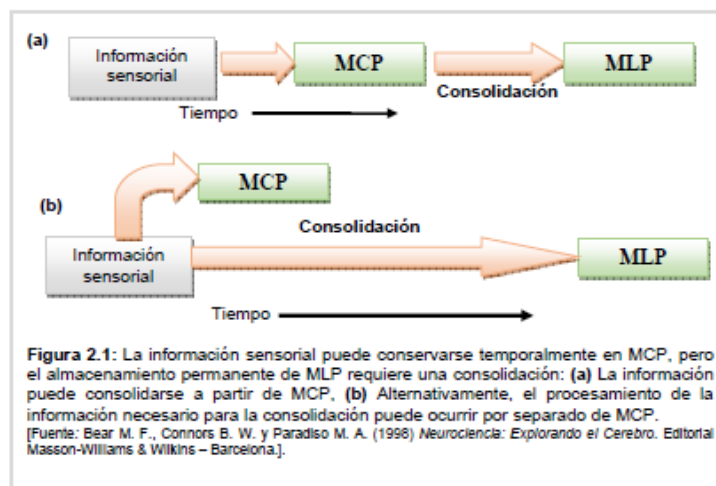 (a)
Información
sensorial
MCP
MLP
Consolidación
Tiempo
MCP
(b)
Consolidación
Información
sensorial
MLP
Tiempo
Figura 2.1: La información sensorial puede conservarse temporalmente en MCP, pero
el almacenamiento permanente de MLP requiere una consolidación: (a) La información
puede consolidarse a partir de MCP, (b) Alternativamente, el procesamiento de la
información necesario para la consolidación puede ocurrir por separado de MCP.
[Fuente: Bear M. F., Connors B. W. y Paradiso M. A. (1998) Neurociencia: Explorando el Cerebro. Editorial
Masson-Williams & Wilkins – Barcelona.].